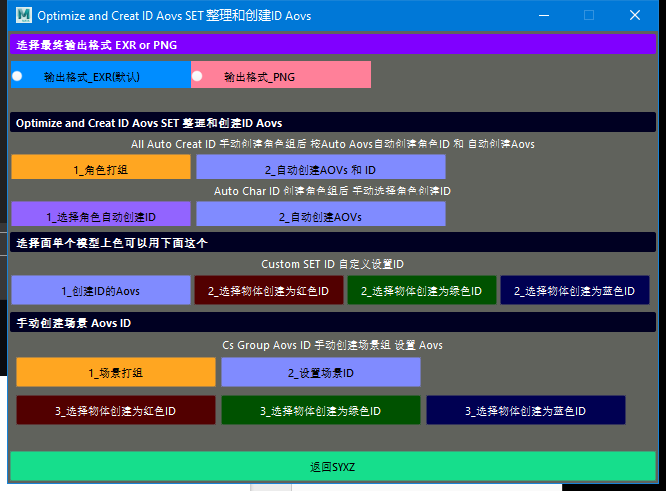 Optimize and Creat ID Aovs SET 整理和创建ID Aovs
选择最终输出格式 EXR or PNG
输出格式_EXR(默认) 输出格式_PNG
Optimize and Creat ID Aovs SET 整理和创建ID Aovs
All Auto Creat ID 手动创建角色组后 按Auto Aovs自动创建角色ID 和 自动创建Aovs
1_角色打组 2_自动创建AOVs 和 ID
Auto Char ID 创建角色组后 手动选择角色创建ID
1_选择角色自动创建ID 2_自动创建AOVs
选择面单个模型上色可以用下面这个
Custom SET ID 自定义设置ID
1_创建ID的Aovs 2_选择物体创建为红色ID 2_选择物体创建为绿色ID 2_选择物体创建为蓝色ID
手动创建场景 Aovs ID
Cs Group Aovs ID 手动创建场景组 设置 Aovs
1_场景打组 2_设置场景ID
3_选择物体创建为红色ID 3_选择物体创建为绿色ID 3_选择物体创建为蓝色ID
返回SYXZ